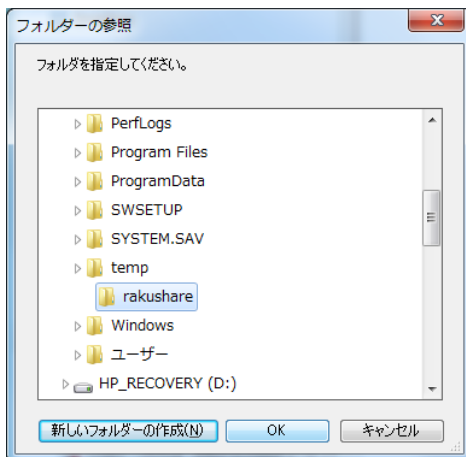 フォルダーの参照
フォルダを指定してください。
PerfLogs
Program Files
ProgramData
SWSETUP
SYSTEM.SAV
temp
rakushare
Windows
ユーザー
HP_RECOVERY (D:)
新しいフォルダーの作成(N) OK キャンセル